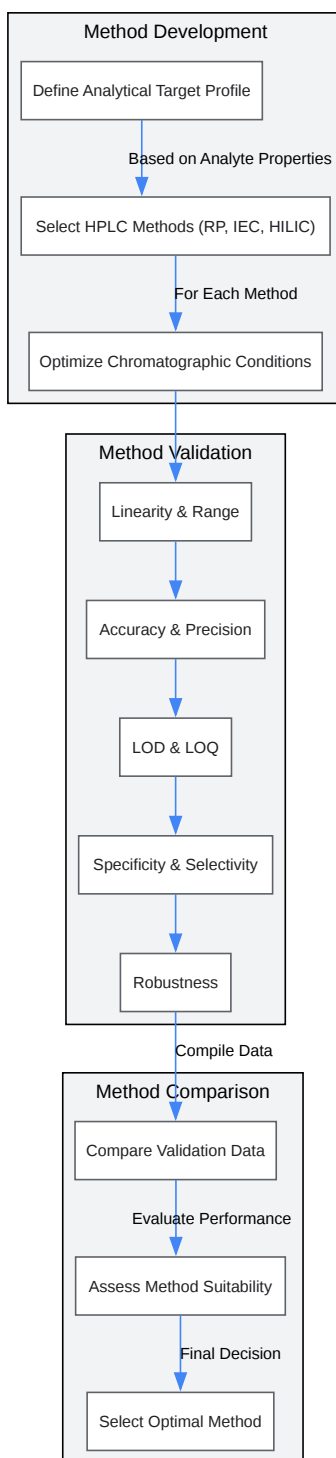 Method Development
Define Analytical Target Profile
Based on Analyte Properties
Select HPLC Methods (RP, IEC, HILIC)
For Each Method
Optimize Chromatographic Conditions
Method Validation
Linearity & Range
Accuracy & Precision
LOD & LOQ
Specificity & Selectivity
Robustness
Compile Data
Method Comparison
Compare Validation Data
Evaluate Performance
Assess Method Suitability
Final Decision
Select Optimal Method